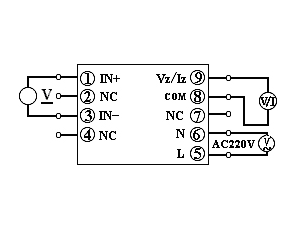 ① IN+ Vz/Iz ⑨
V ② NC COM ⑧ V/I
③ IN− NC ⑦
④ NC N ⑥ AC220V V
L ⑤